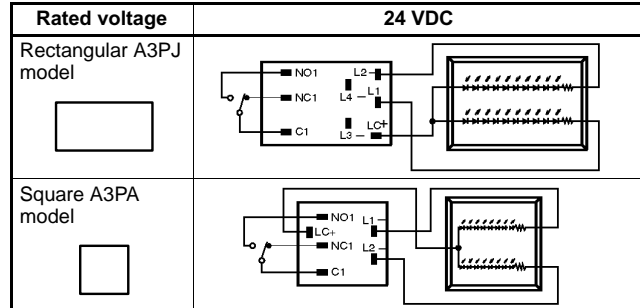 Rated voltage
24 VDC
Rectangular A3PJ
model
NO1
L2 –
NC1
L4 – L1 –
C1
L3 –
LC+
Square A3PA
model
NO1
L1 –
LC+
NC1
L2 –
C1